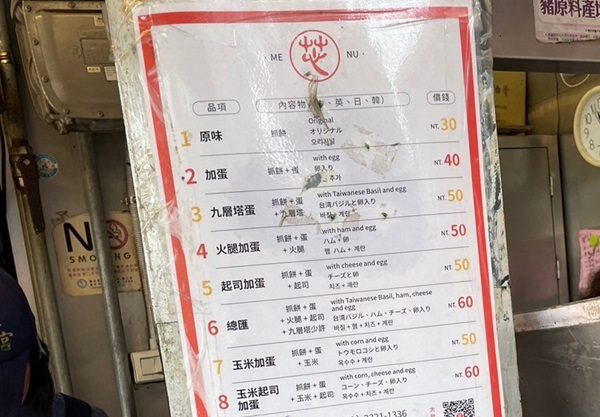 豬原料產地
ME NU
芯
品項 內容物 英、日、韓） 價錢
1 原味 抓餅 Original オリジナル 오리지널 NT. 30
2 加蛋 抓餅 + 蛋 with egg 卵入り 추가 NT. 40
3 九層塔蛋 抓餅 + 蛋 + 九層塔 with Taiwanese Basil and egg 台湾バジルと卵入り 바질 + 계란 NT. 50
4 火腿加蛋 抓餅 + 蛋 + 火腿 with ham and egg ハム + 卵 햄 + 계란 NT. 50
5 起司加蛋 抓餅 + 蛋 + 起司 with cheese and egg チーズと卵 치즈 + 계란 NT. 50
6 總匯 抓餅 + 蛋 + 火腿 + 起司 + 九層塔少許 with Taiwanese Basil, ham, cheese and egg 台湾バジル、ハム、チーズ、卵入り 바질 + 햄 + 치즈 + 계란 NT. 60
7 玉米加蛋 抓餅 + 蛋 + 玉米 with corn and egg トウモロコシと卵入り 옥수수 + 계란 NT. 50
8 玉米起司加蛋 抓餅 + 蛋 + 玉米 + 起司 with corn, cheese and egg コーン、チーズ、卵入り 옥수수 + 치즈 + 계란 NT. 60
2221-1336
NO
SMOKING
宮